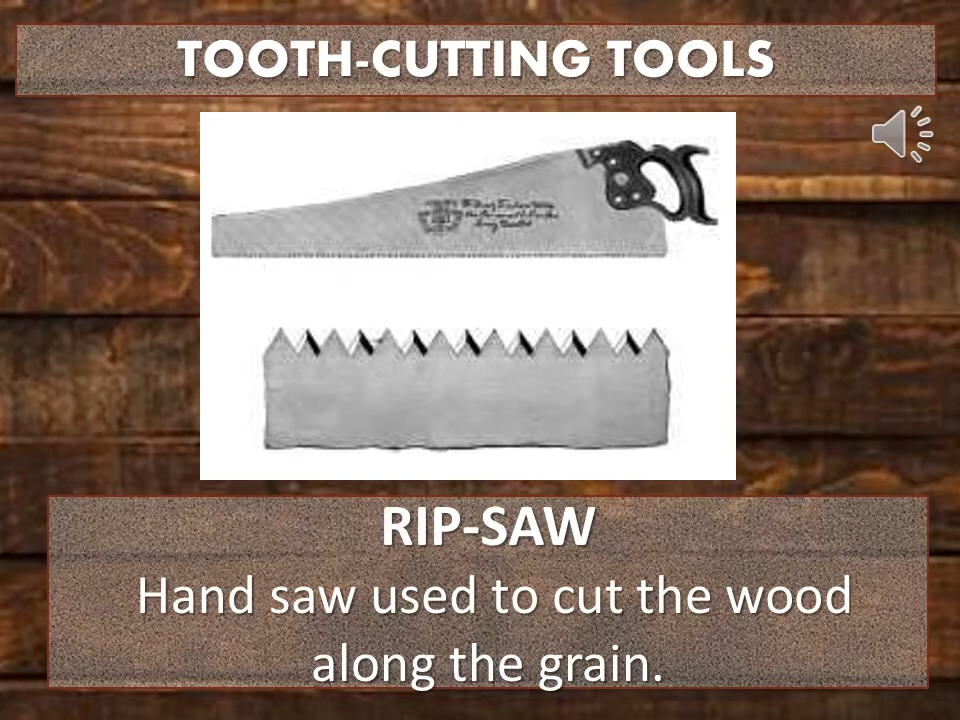 TOOTH-CUTTING TOOLS
RIP-SAW
Hand saw used to cut the wood
along the grain.